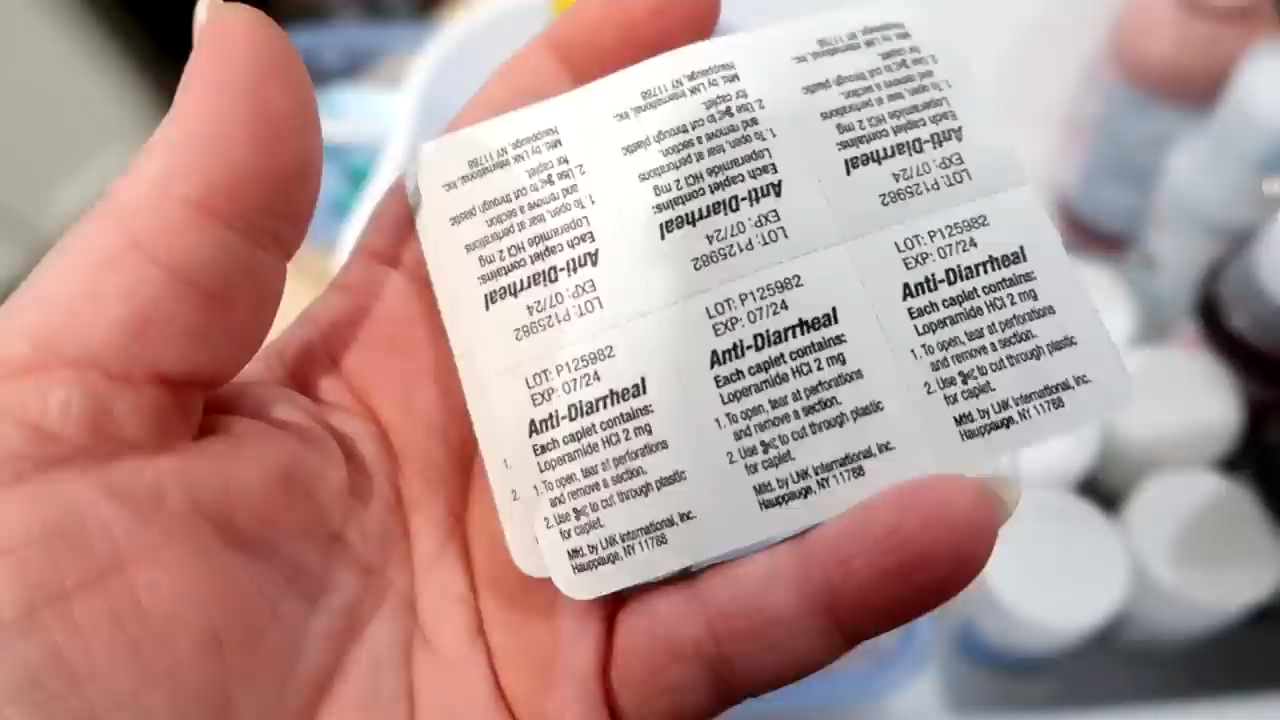 Mfd. by LNK International, Inc.
Hauppauge, NY 11788
for caplet.
2. Use ✂ to cut through plastic
and remove a section.
1. To open, tear at perforations
Loperamide HCl 2 mg
Each caplet contains:
Anti-Diarrheal
EXP: 07/24
LOT: P125982
Hauppauge, NY 11788
Mfd. by LNK International, Inc.
for caplet.
2. Use ✂ to cut through plastic
and remove a section.
1. To open, tear at perforations
Loperamide HCl 2 mg
Each caplet contains:
Anti-Diarrheal
EXP: 07/24
LOT: P125982
Hauppauge, NY 11788
Mfd. by LNK International, Inc.
for caplet.
2. Use ✂ to cut through plastic
and remove a section.
1. To open, tear at perforations
Loperamide HCl 2 mg
Each caplet contains:
Anti-Diarrheal
EXP: 07/24
LOT: P125982
LOT: P125982
EXP: 07/24
Anti-Diarrheal
Each caplet contains:
Loperamide HCl 2 mg
1. To open, tear at perforations
and remove a section.
2. Use ✂ to cut through plastic
for caplet.
Mfd. by LNK International, Inc.
Hauppauge, NY 11788
LOT: P125982
EXP: 07/24
Anti-Diarrheal
Each caplet contains:
Loperamide HCl 2 mg
1. To open, tear at perforations
and remove a section.
2. Use ✂ to cut through plastic
for caplet.
Mfd. by LNK International, Inc.
Hauppauge, NY 11788
LOT: P125982
EXP: 07/24
Anti-Diarrheal
Each caplet contains:
Loperamide HCl 2 mg
1. To open, tear at perforations
and remove a section.
2. Use ✂ to cut through plastic
for caplet.
Mfd. by LNK International, Inc.
Hauppauge, NY 11788
1.
2.